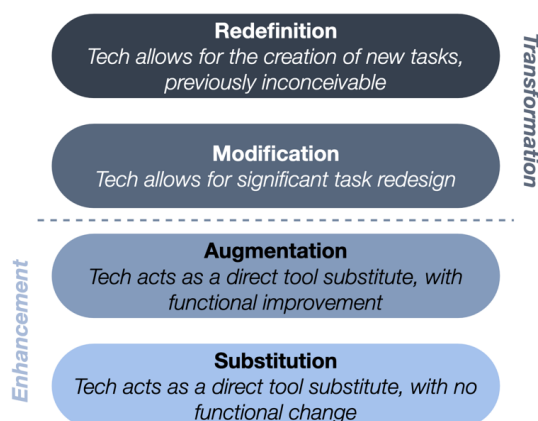 Redefinition
Tech allows for the creation of new tasks,
previously inconceivable
Transformation
Modification
Tech allows for significant task redesign
Augmentation
Tech acts as a direct tool substitute, with
functional improvement
Enhancement
Substitution
Tech acts as a direct tool substitute, with no
functional change